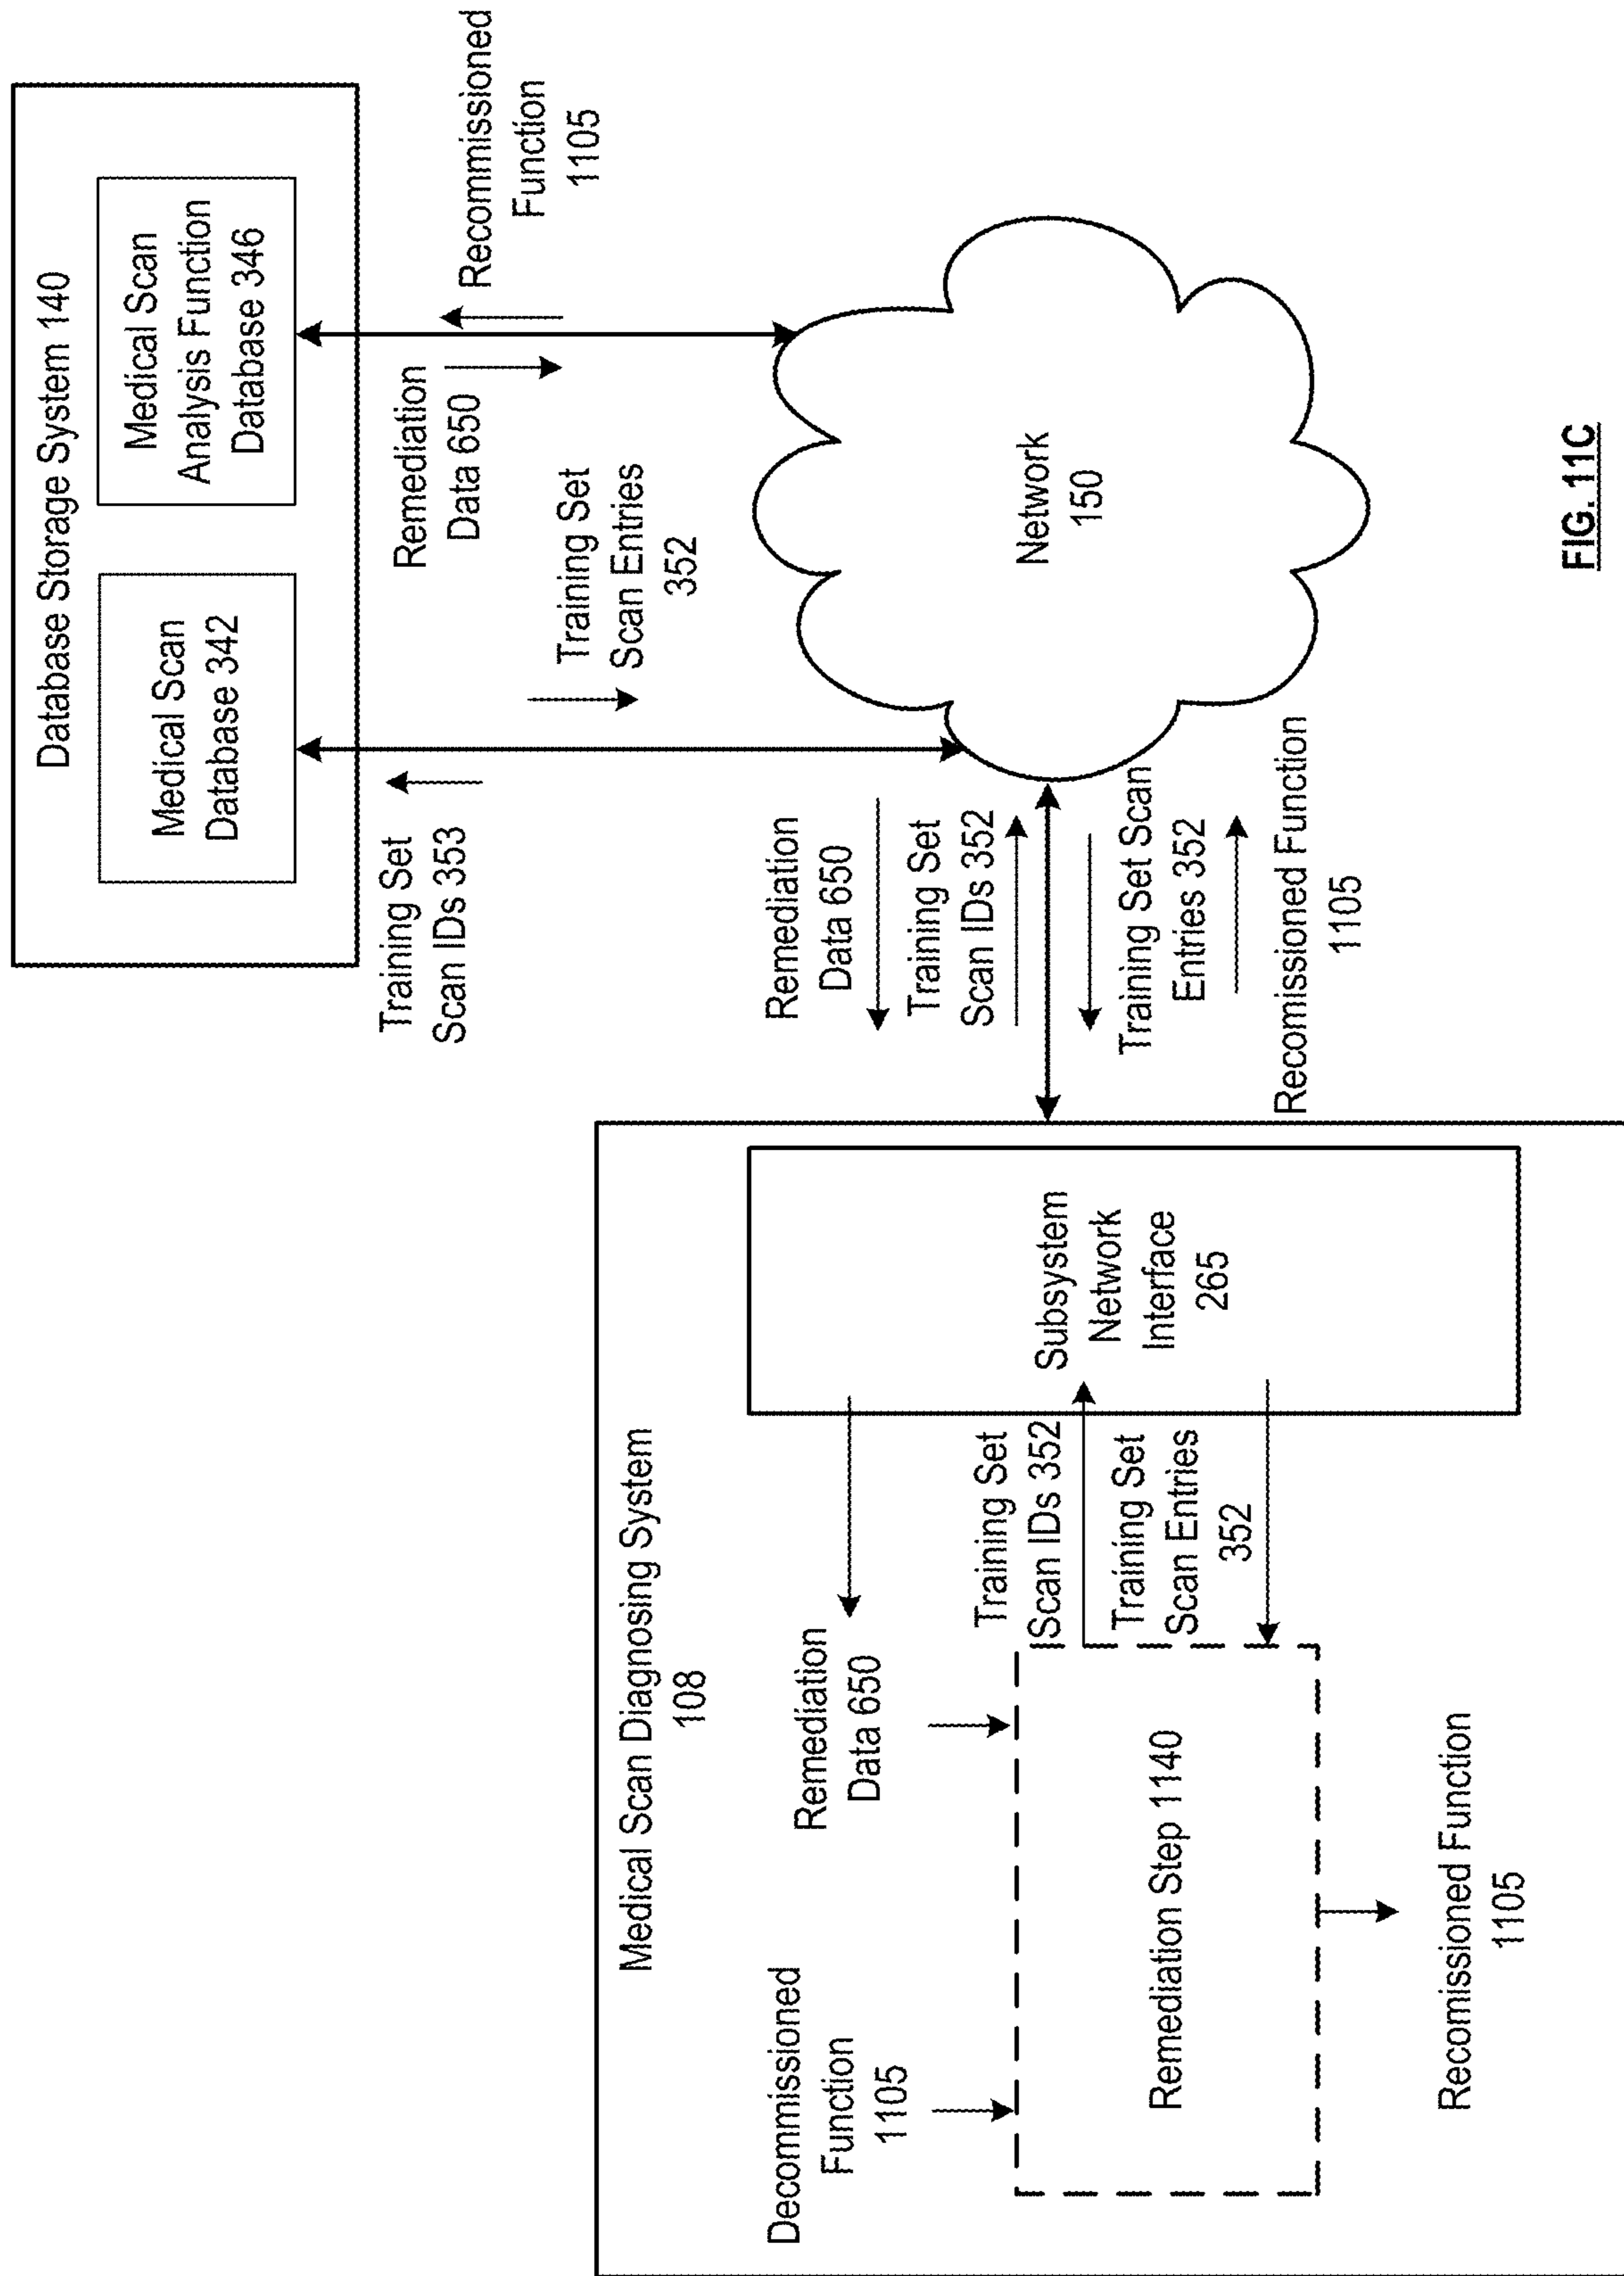 Database Storage System 140
Medical Scan
Database 342
Medical Scan
Analysis Function
Database 346
Training Set
Scan IDs 353
Training Set
Scan Entries
352
Remediation
Data 650
Recommissioned
Function
1105
Network
150
Remediation
Data 650
Training Set
Scan IDs 352
Training Set Scan
Entries 352
Recomissioned Function
1105
Medical Scan Diagnosing System
108
Subsystem
Network
Interface
265
Decommissioned
Function
1105
Remediation
Data 650
Training Set
Scan IDs 352
Training Set
Scan Entries
352
Remediation Step 1140
Recomissioned Function
1105
FIG. 11C